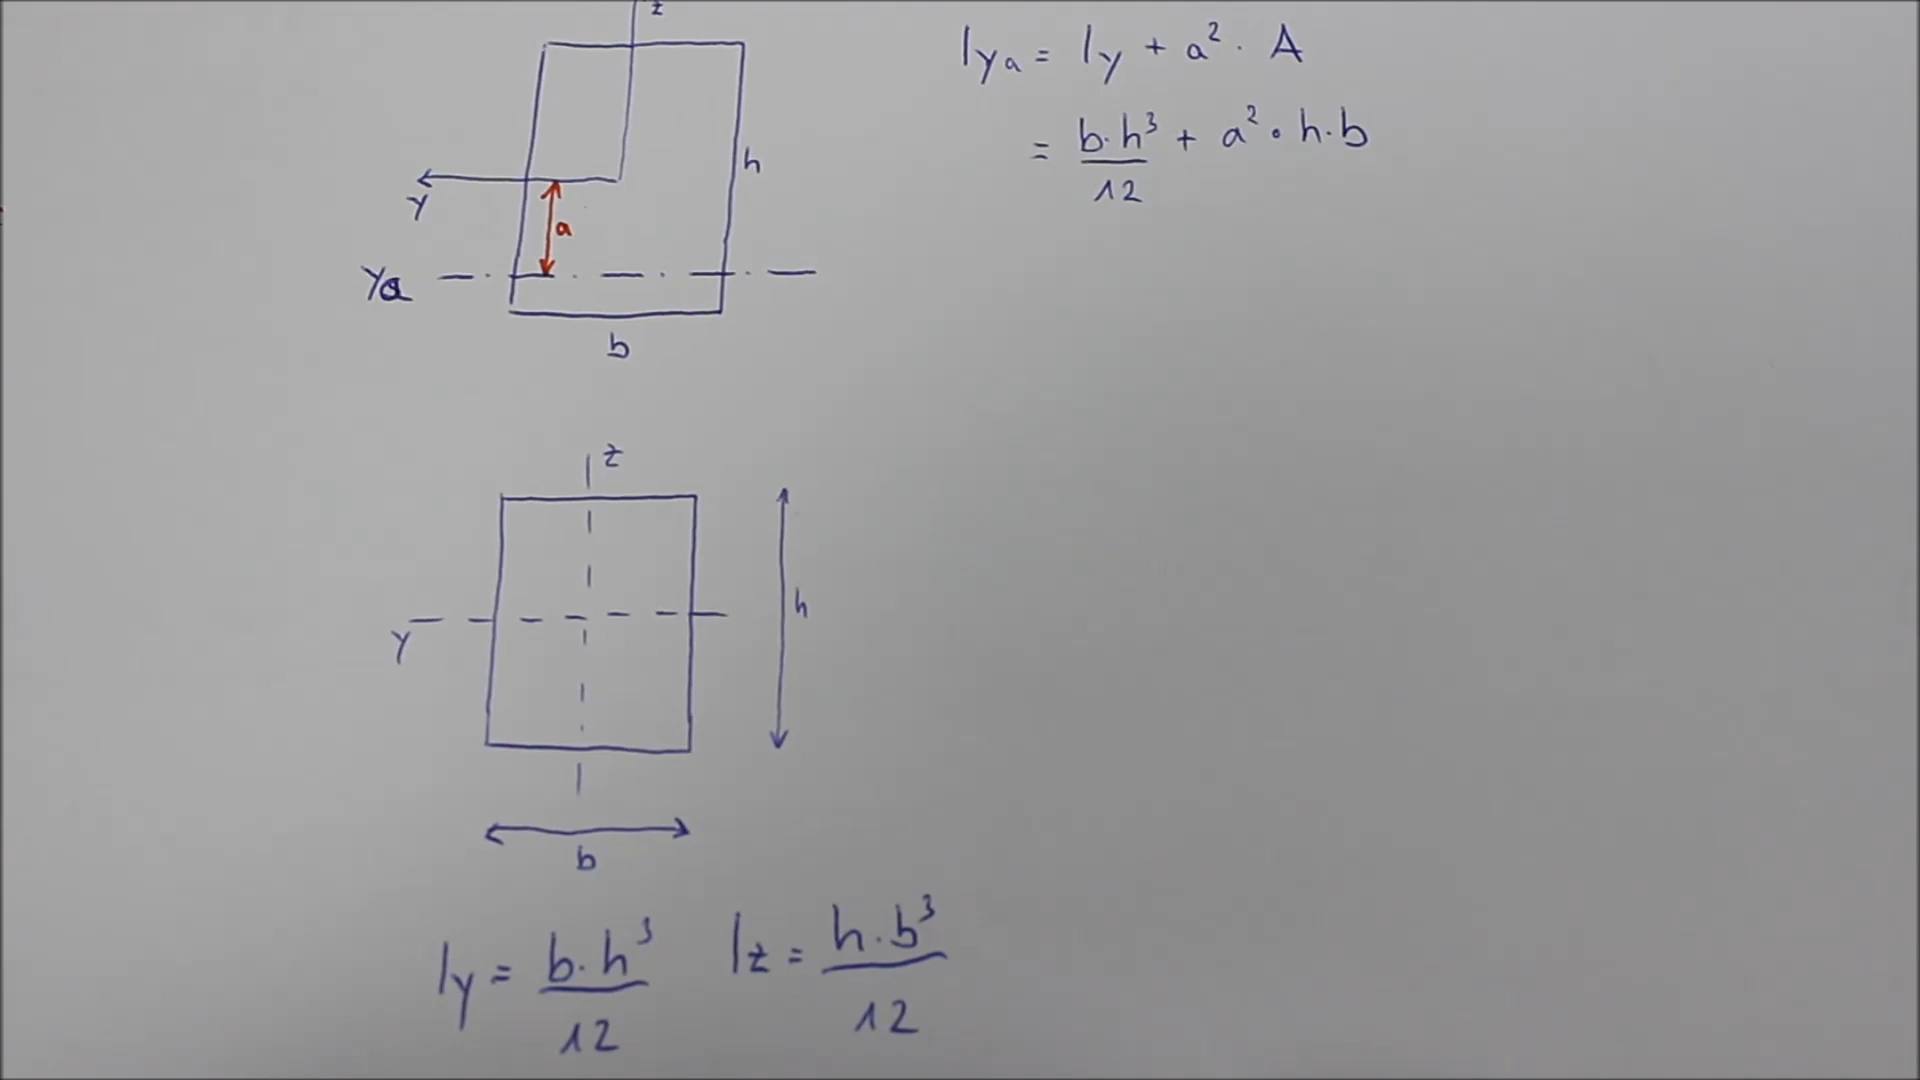 z
y
a
h
ya
b
Iya = Iy + a² · A
= b·h³/12 + a² · h·b
z
y
h
b
Iy = b·h³/12
Iz = h·b³/12